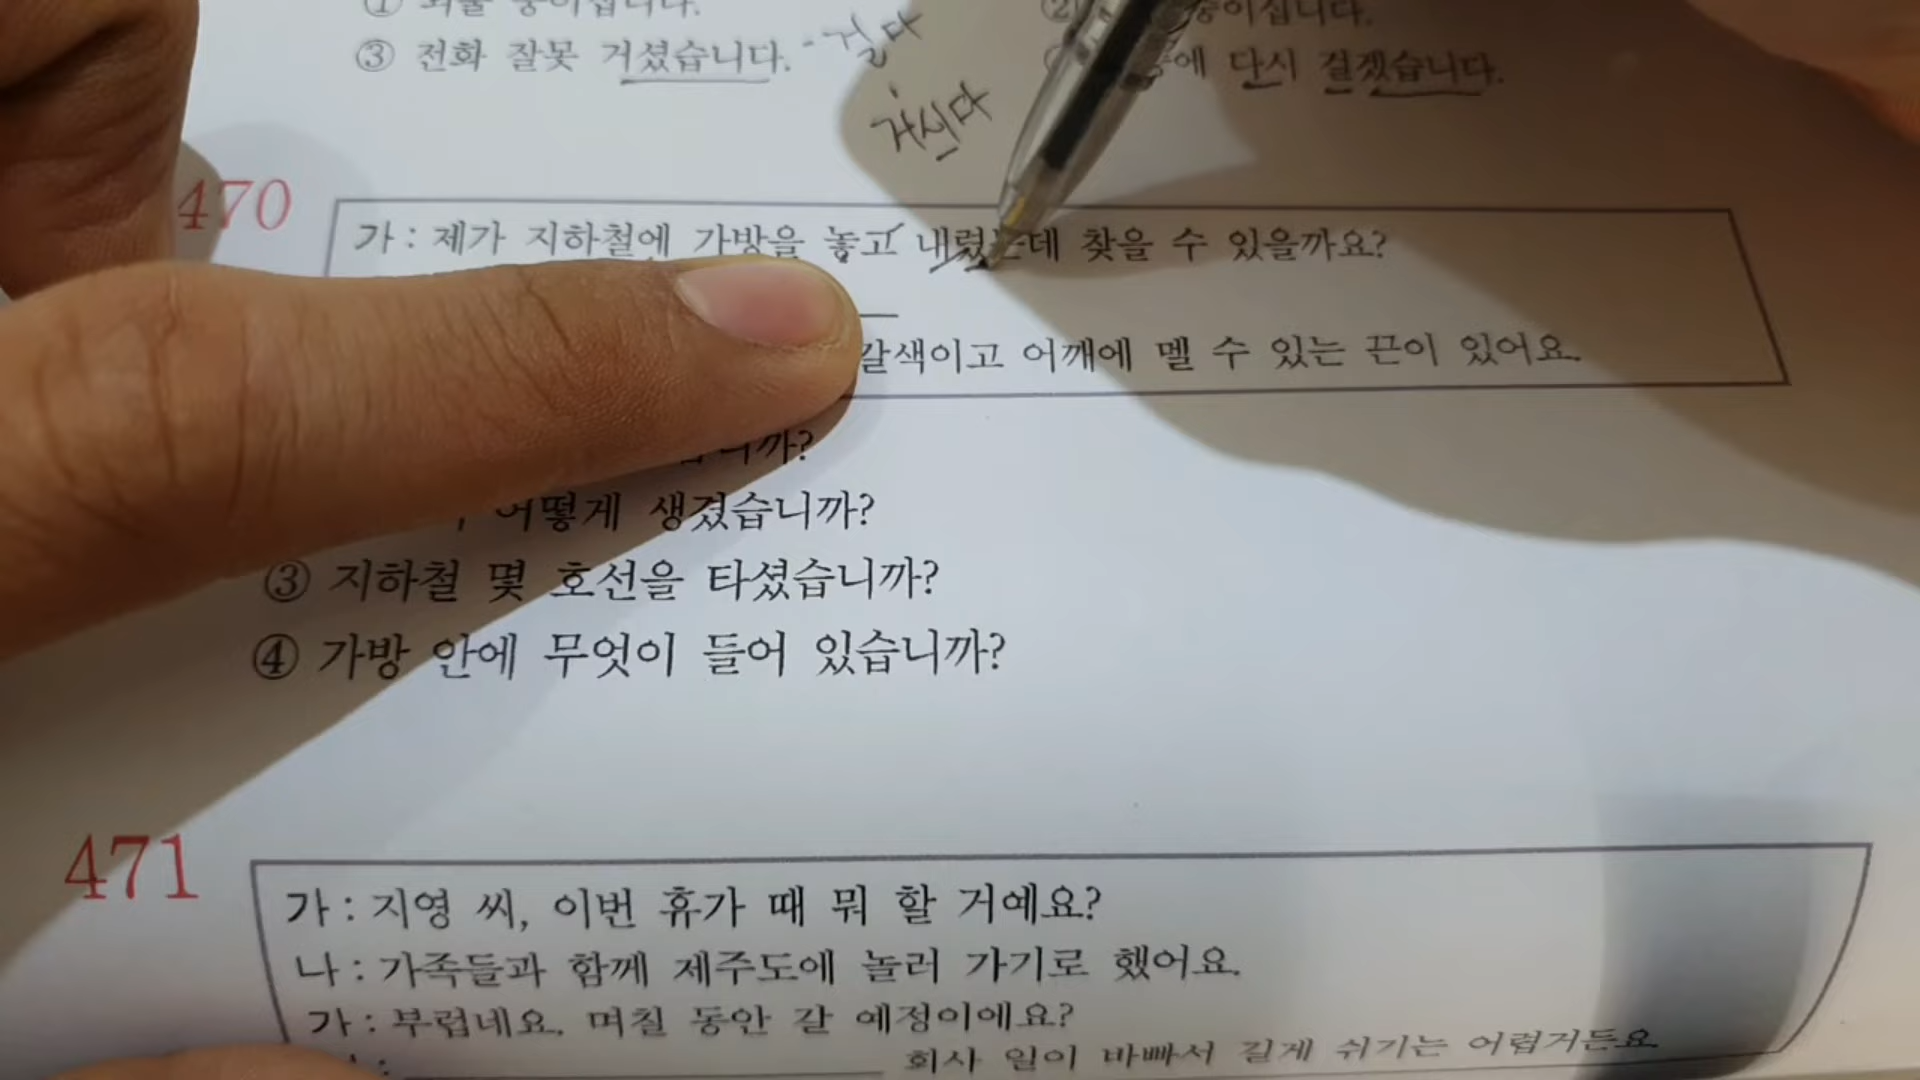 ③ 전화 잘못 거셨습니다. - 걸다
다시 걸겠습니다.
거시다
470
가 : 제가 지하철에 가방을 놓고 내렸는데 찾을 수 있을까요?
갈색이고 어깨에 멜 수 있는 끈이 있어요.
어떻게 생겼습니까?
③ 지하철 몇 호선을 타셨습니까?
④ 가방 안에 무엇이 들어 있습니까?
471
가 : 지영 씨, 이번 휴가 때 뭐 할 거예요?
나 : 가족들과 함께 제주도에 놀러 가기로 했어요.
가 : 부럽네요. 며칠 동안 갈 예정이에요?
회사 일이 바빠서 길게 쉬기는 어렵거든요